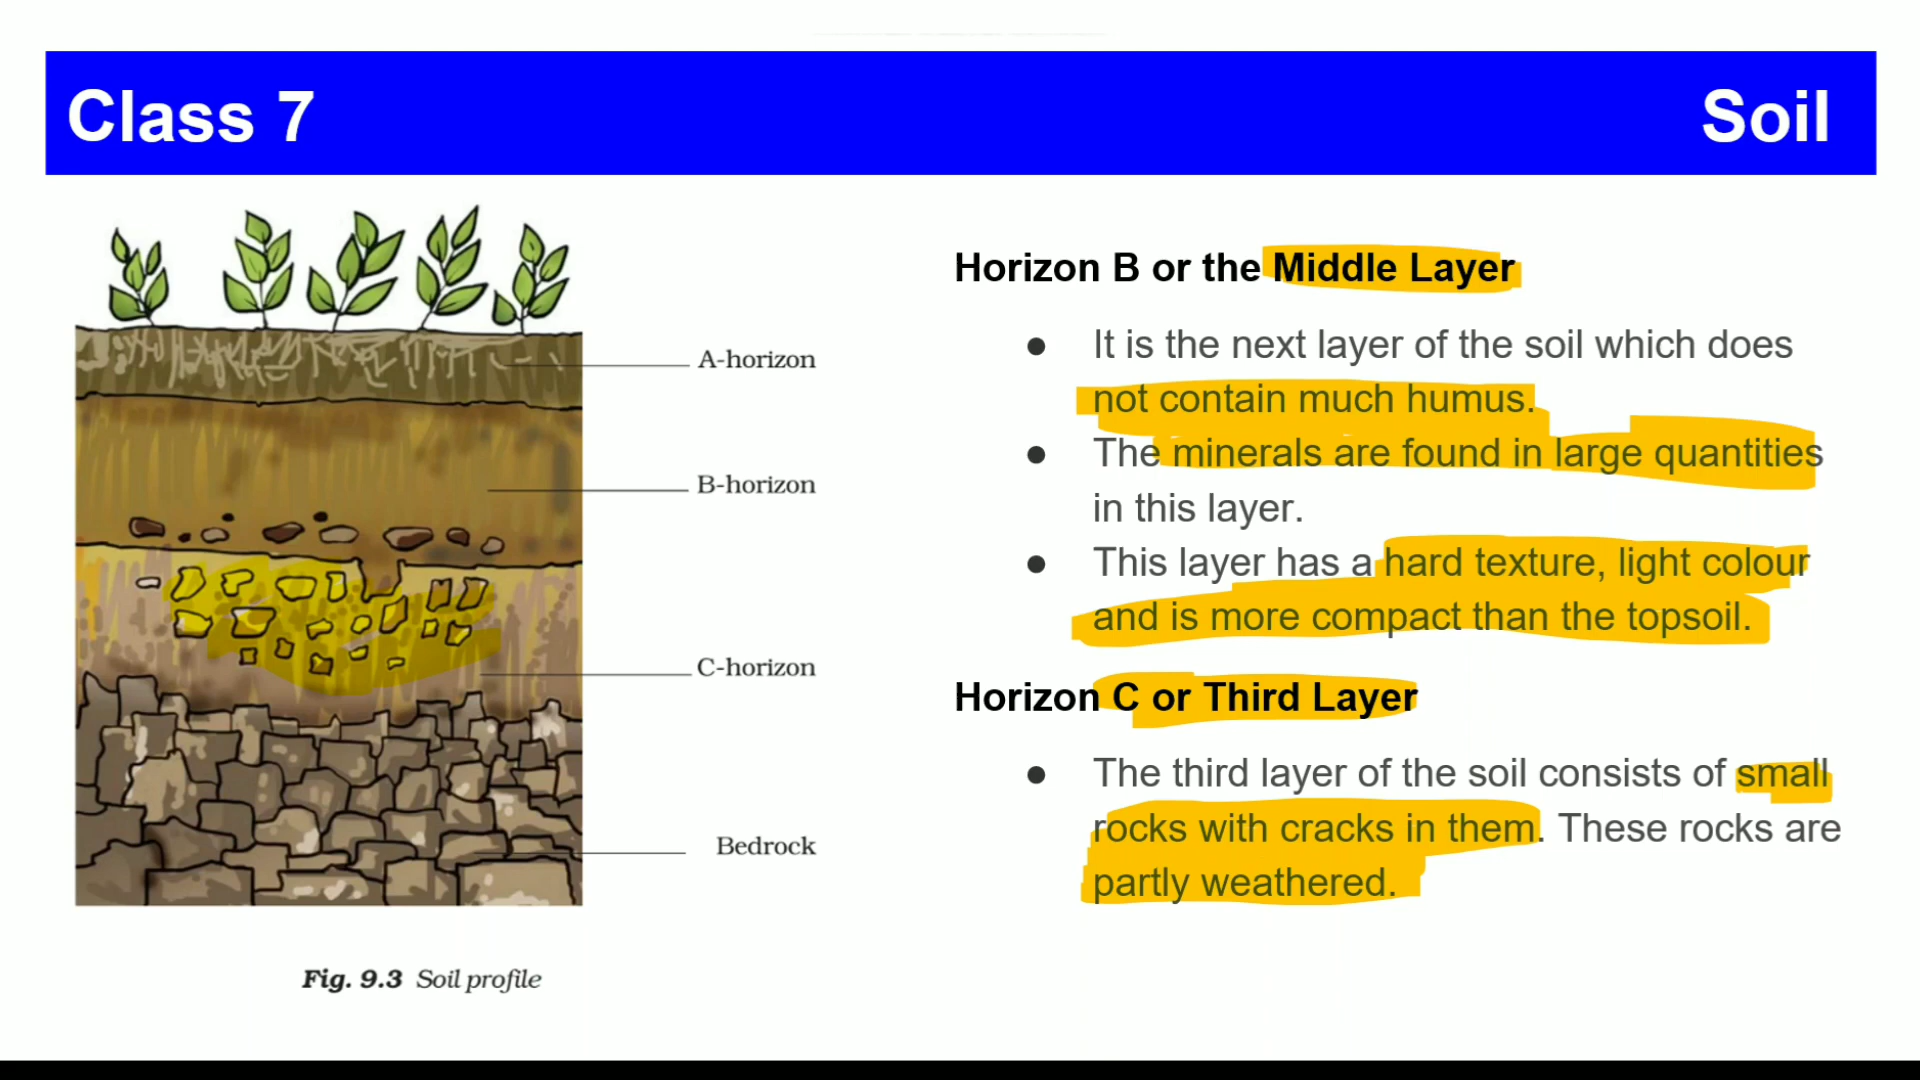 Class 7
Soil
A-horizon
B-horizon
C-horizon
Bedrock
Fig. 9.3 Soil profile
Horizon B or the Middle Layer
● It is the next layer of the soil which does
not contain much humus.
● The minerals are found in large quantities
in this layer.
● This layer has a hard texture, light colour
and is more compact than the topsoil.
Horizon C or Third Layer
● The third layer of the soil consists of small
rocks with cracks in them. These rocks are
partly weathered.